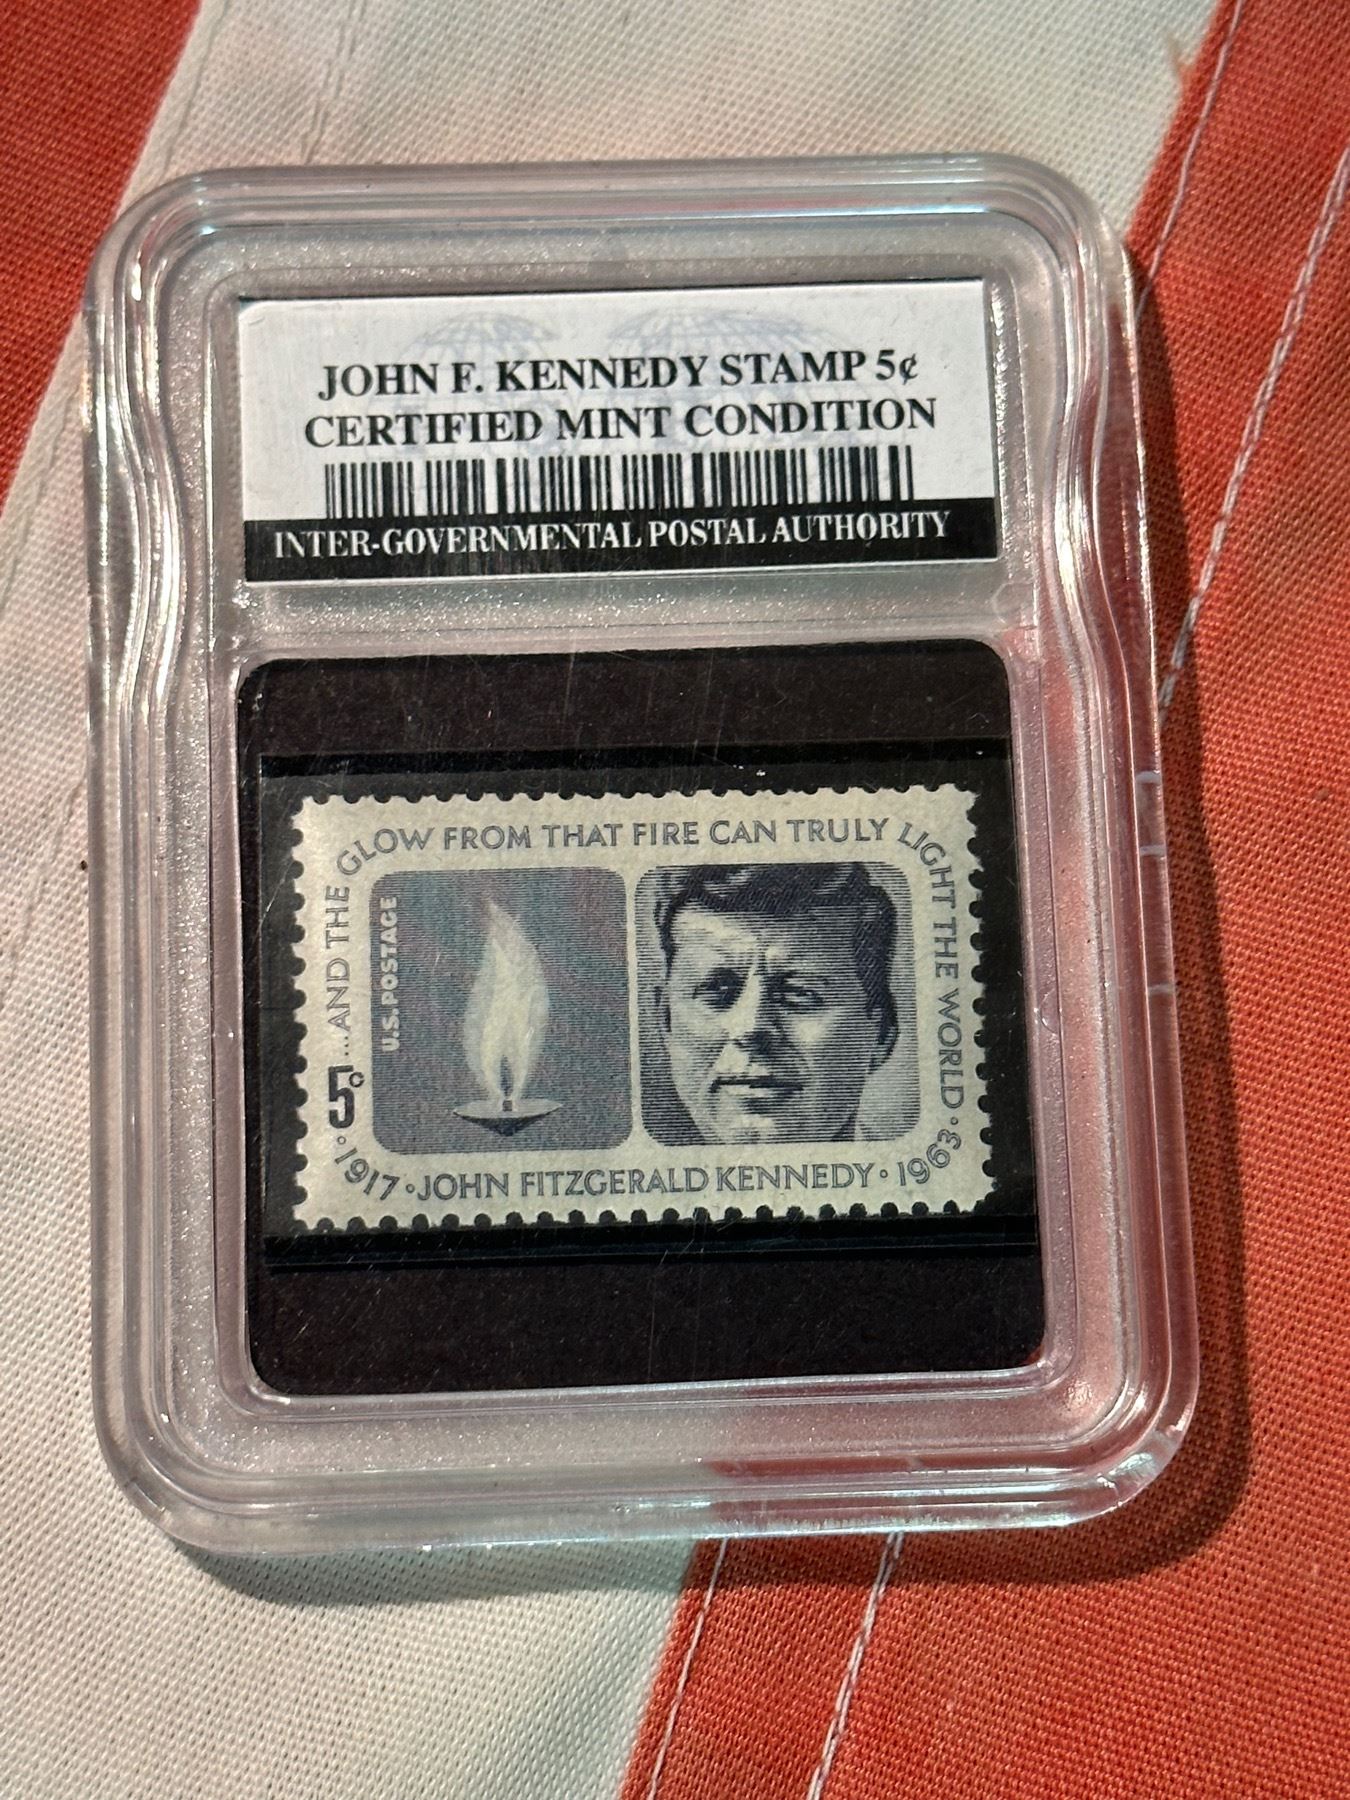 JOHN F. KENNEDY STAMP 5¢
CERTIFIED MINT CONDITION
INTER-GOVERNMENTAL POSTAL AUTHORITY
...AND THE GLOW FROM THAT FIRE CAN TRULY LIGHT THE WORLD
U.S. POSTAGE
5c
• 1917 • JOHN FITZGERALD KENNEDY • 1963 •